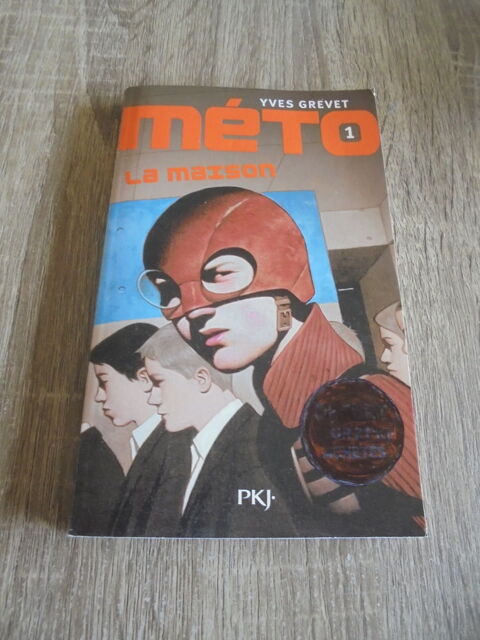 YVES GREVET
méTO
1
La maison
PKJ·